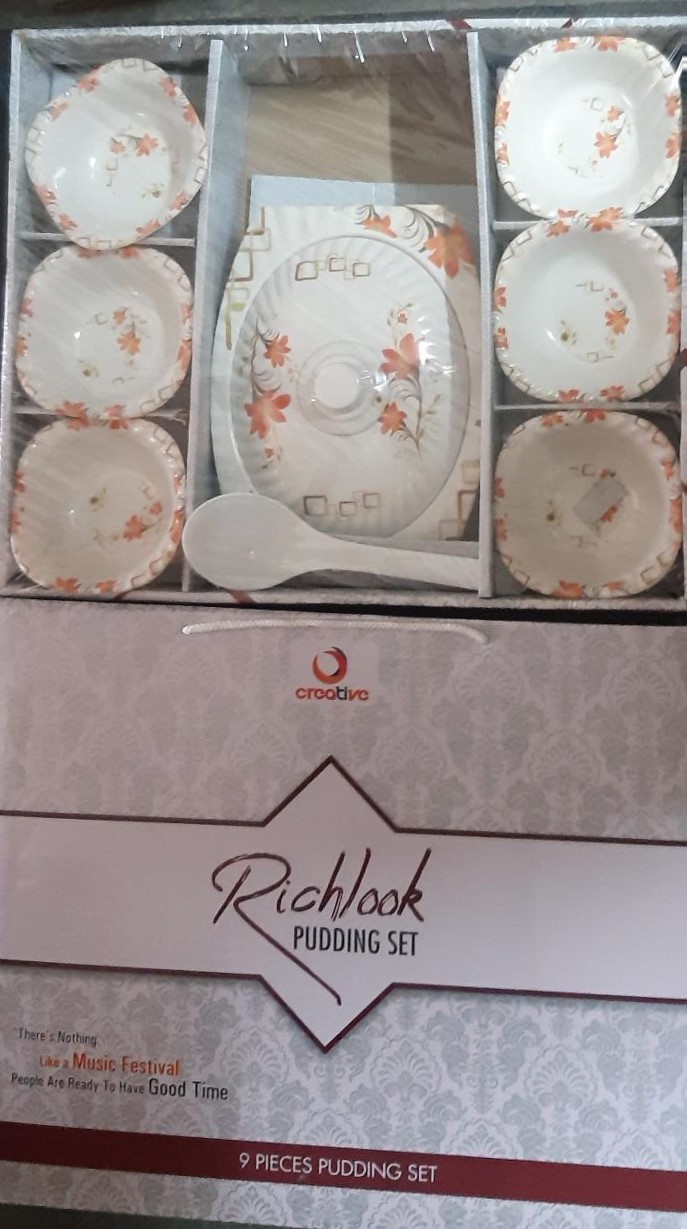 creative
Richlook
PUDDING SET
"There's Nothing
Like a Music Festival
People Are Ready To Have Good Time
9 PIECES PUDDING SET